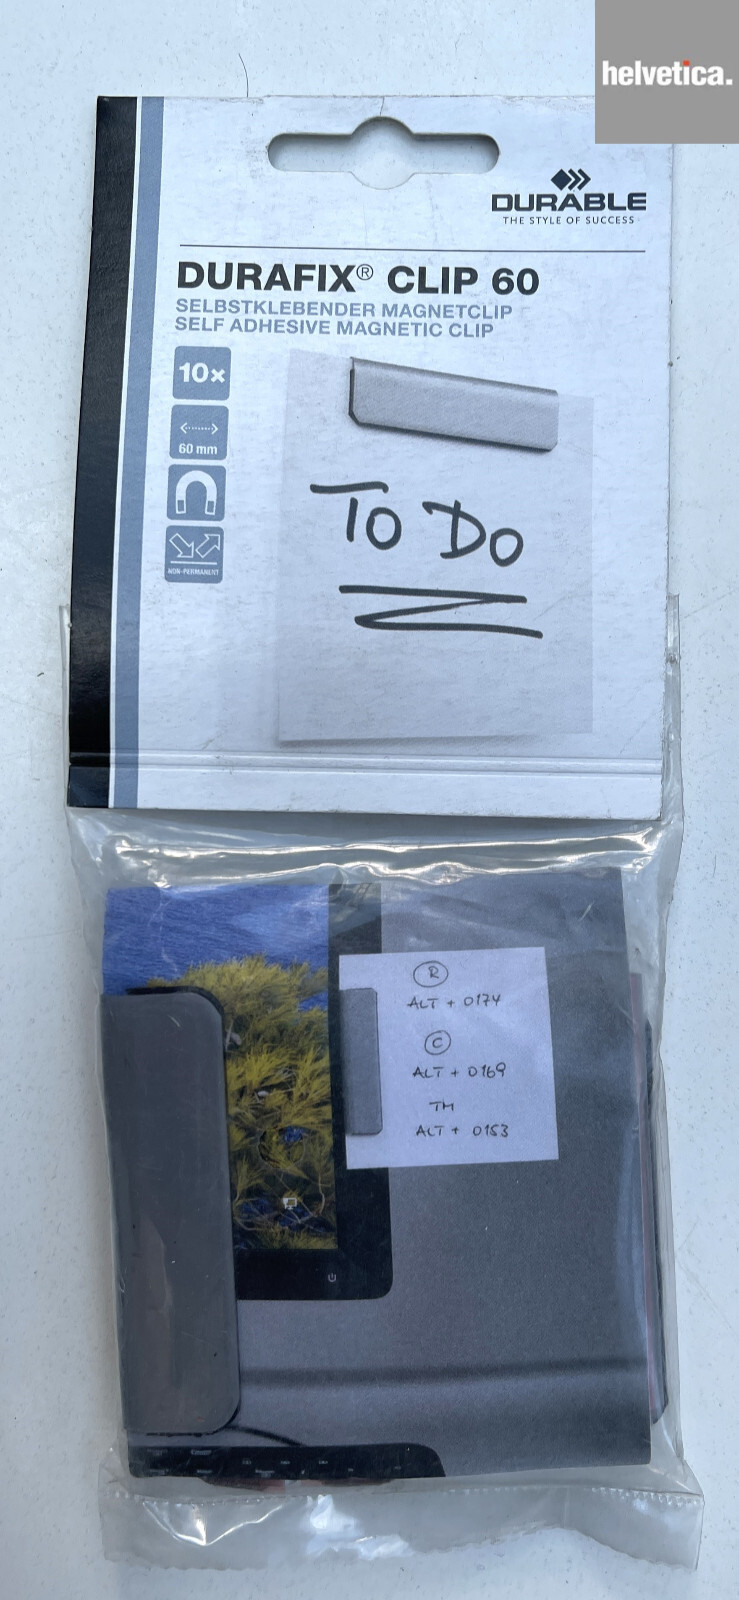 helvetica.
DURABLE
THE STYLE OF SUCCESS
DURAFIX® CLIP 60
SELBSTKLEBENDER MAGNETCLIP
SELF ADHESIVE MAGNETIC CLIP
10x
60 mm
NON-PERMANENT
To Do
R
ALT + 0174
C
ALT + 0169
TM
ALT + 0153